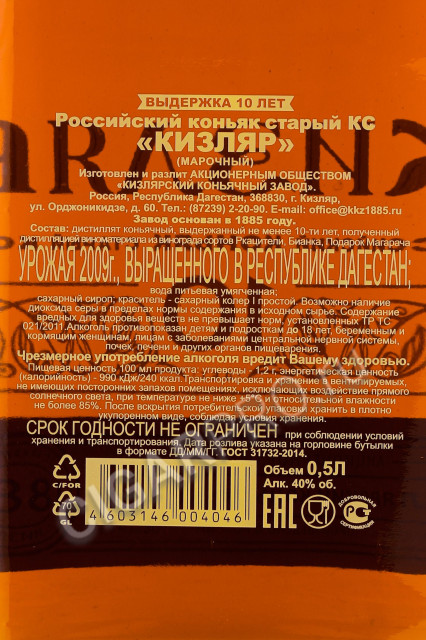 ВЫДЕРЖКА 10 ЛЕТ
Российский коньяк старый КС
«КИЗЛЯР»
(МАРОЧНЫЙ)
Изготовлен и разлит АКЦИОНЕРНЫМ ОБЩЕСТВОМ
«КИЗЛЯРСКИЙ КОНЬЯЧНЫЙ ЗАВОД».
Россия, Республика Дагестан, 368830, г. Кизляр,
ул. Орджоникидзе, д. 60. Тел.: (87239) 2-20-90. E-mail: office@kkz1885.ru
Завод основан в 1885 году.
Состав: дистиллят коньячный, выдержанный не менее 10-ти лет, полученный
дистилляцией виноматериала из винограда сортов Ркацители, Бианка, Подарок Магарача
УРОЖАЯ 2009г. ВЫРАЩЕННОГО В РЕСПУБЛИКЕ ДАГЕСТАН;
вода питьевая умягченная;
сахарный сироп; краситель - сахарный колер I простой. Возможно наличие
диоксида серы в пределах нормы содержания в исходном сырье. Содержание
вредных для здоровья веществ не превышает норм, установленных ТР ТС
021/2011.Алкоголь противопоказан детям и подросткам до 18 лет, беременным и
кормящим женщинам, лицам с заболеваниями центральной нервной системы,
почек, печени и других органов пищеварения.
Чрезмерное употребление алкоголя вредит Вашему здоровью.
Пищевая ценность 100 мл продукта: углеводы - 1,2 г, энергетическая ценность
(калорийность) - 990 кДж/240 ккал.Транспортировка и хранение в вентилируемых,
не имеющих посторонних запахов помещениях, исключающих воздействие прямого
солнечного света, при температуре не ниже +5°С и относительной влажности
не более 85%. После вскрытия потребительской упаковки хранить в плотно
укупоренном виде, соблюдая условия хранения.
СРОК ГОДНОСТИ НЕ ОГРАНИЧЕН при соблюдении условий
хранения и транспортирования. Дата розлива указана на горловине бутылки
в формате ДД/ММ/ГГ. ГОСТ 31732-2014.
C/FOR
70
GL
4 603146 004046
Объем 0,5Л
Алк. 40% об.
EAC
ДОБРОВОЛЬНАЯ
СЕРТИФИКАЦИЯ